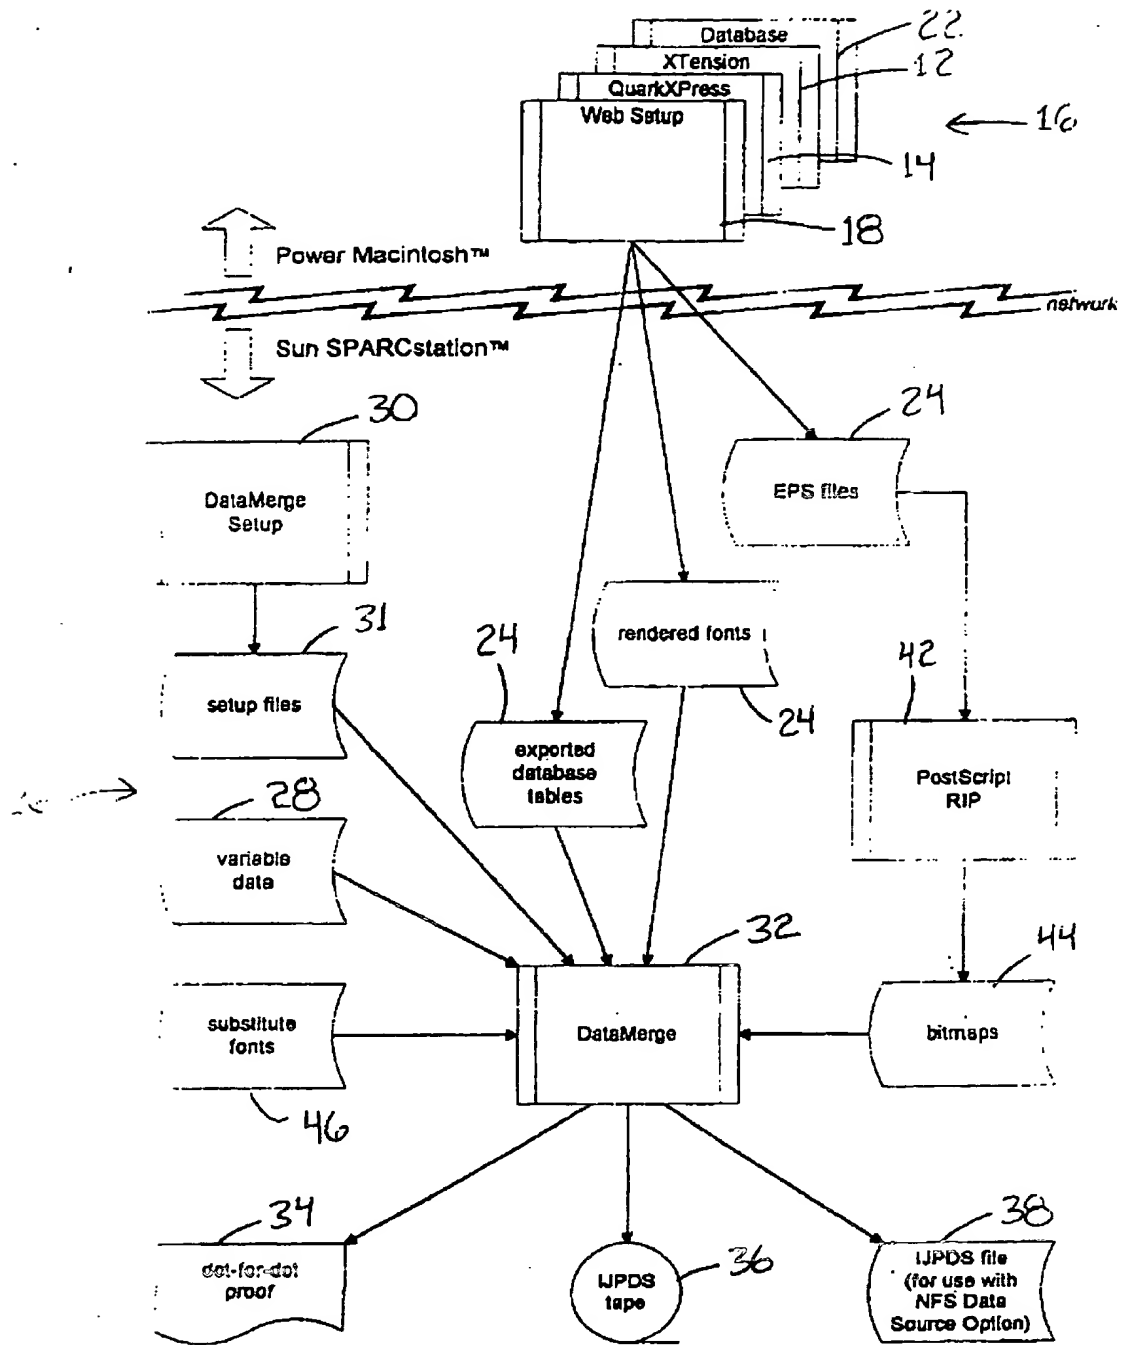 22
Database
12
XTension
QuarkXPress
16
Web Setup
14
18
Power Macintosh™
network
Sun SPARCstation™
30
24
DataMerge
Setup
EPS files
31
rendered fonts
24
42
setup files
24
exported
database
tables
PostScript
RIP
28
variable
data
32
44
substitute
fonts
DataMerge
bitmaps
46
34
38
dot-for-dot
proof
IJPDS
tape
36
IJPDS file
(for use with
NFS Data
Source Option)